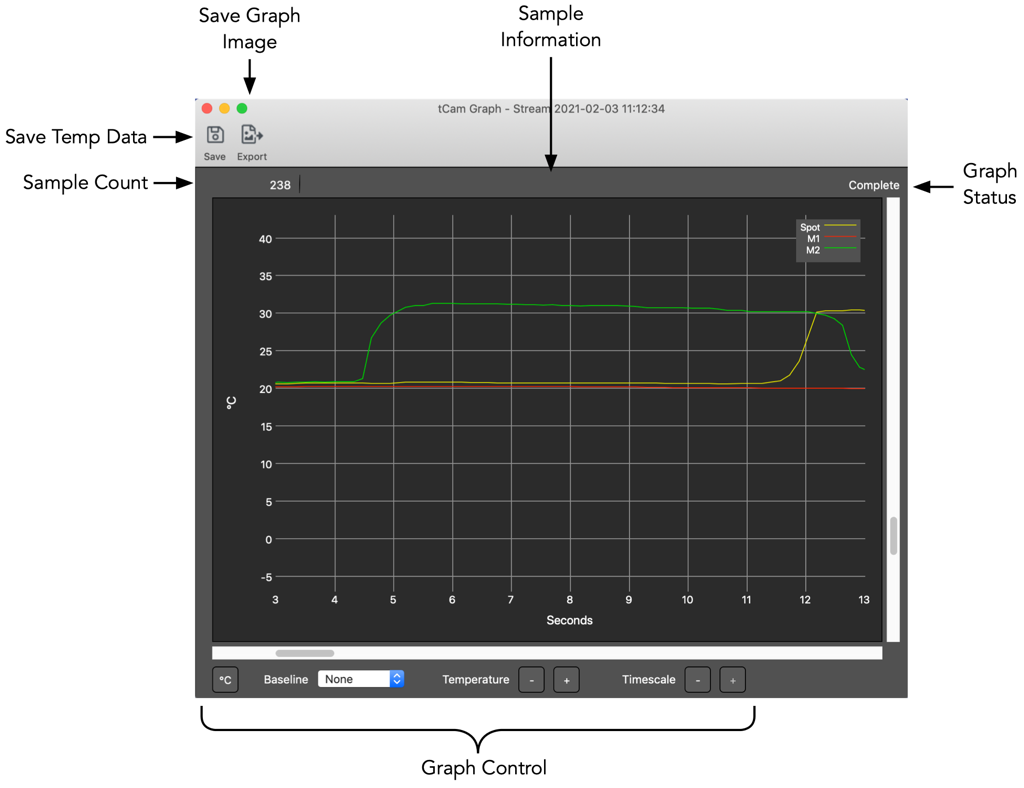 Save Graph
Image
Sample
Information
tCam Graph - Stream 2021-02-03 11:12:34
Save Temp Data
Save
Export
Sample Count
238
Complete
Graph
Status
Spot
M1
M2
40
35
30
25
20
15
10
5
0
-5
°C
3 4 5 6 7 8 9 10 11 12 13
Seconds
°C Baseline None Temperature - + Timescale - +
Graph Control